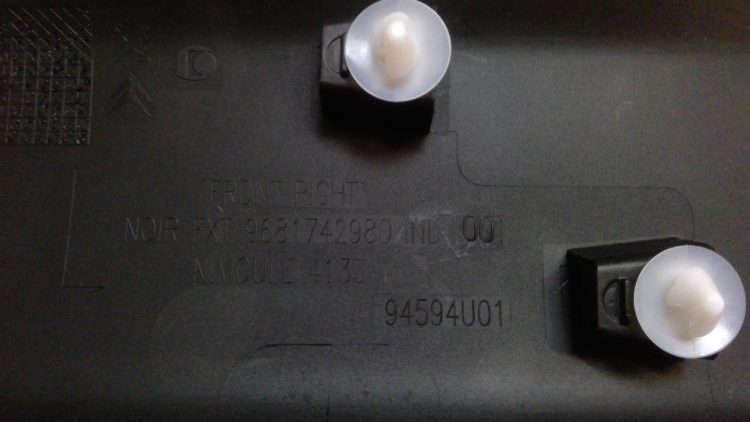 FRONT RIGHT
NOIR EXT 9681742980 IND 00
N.MOULE 4133
94594U01